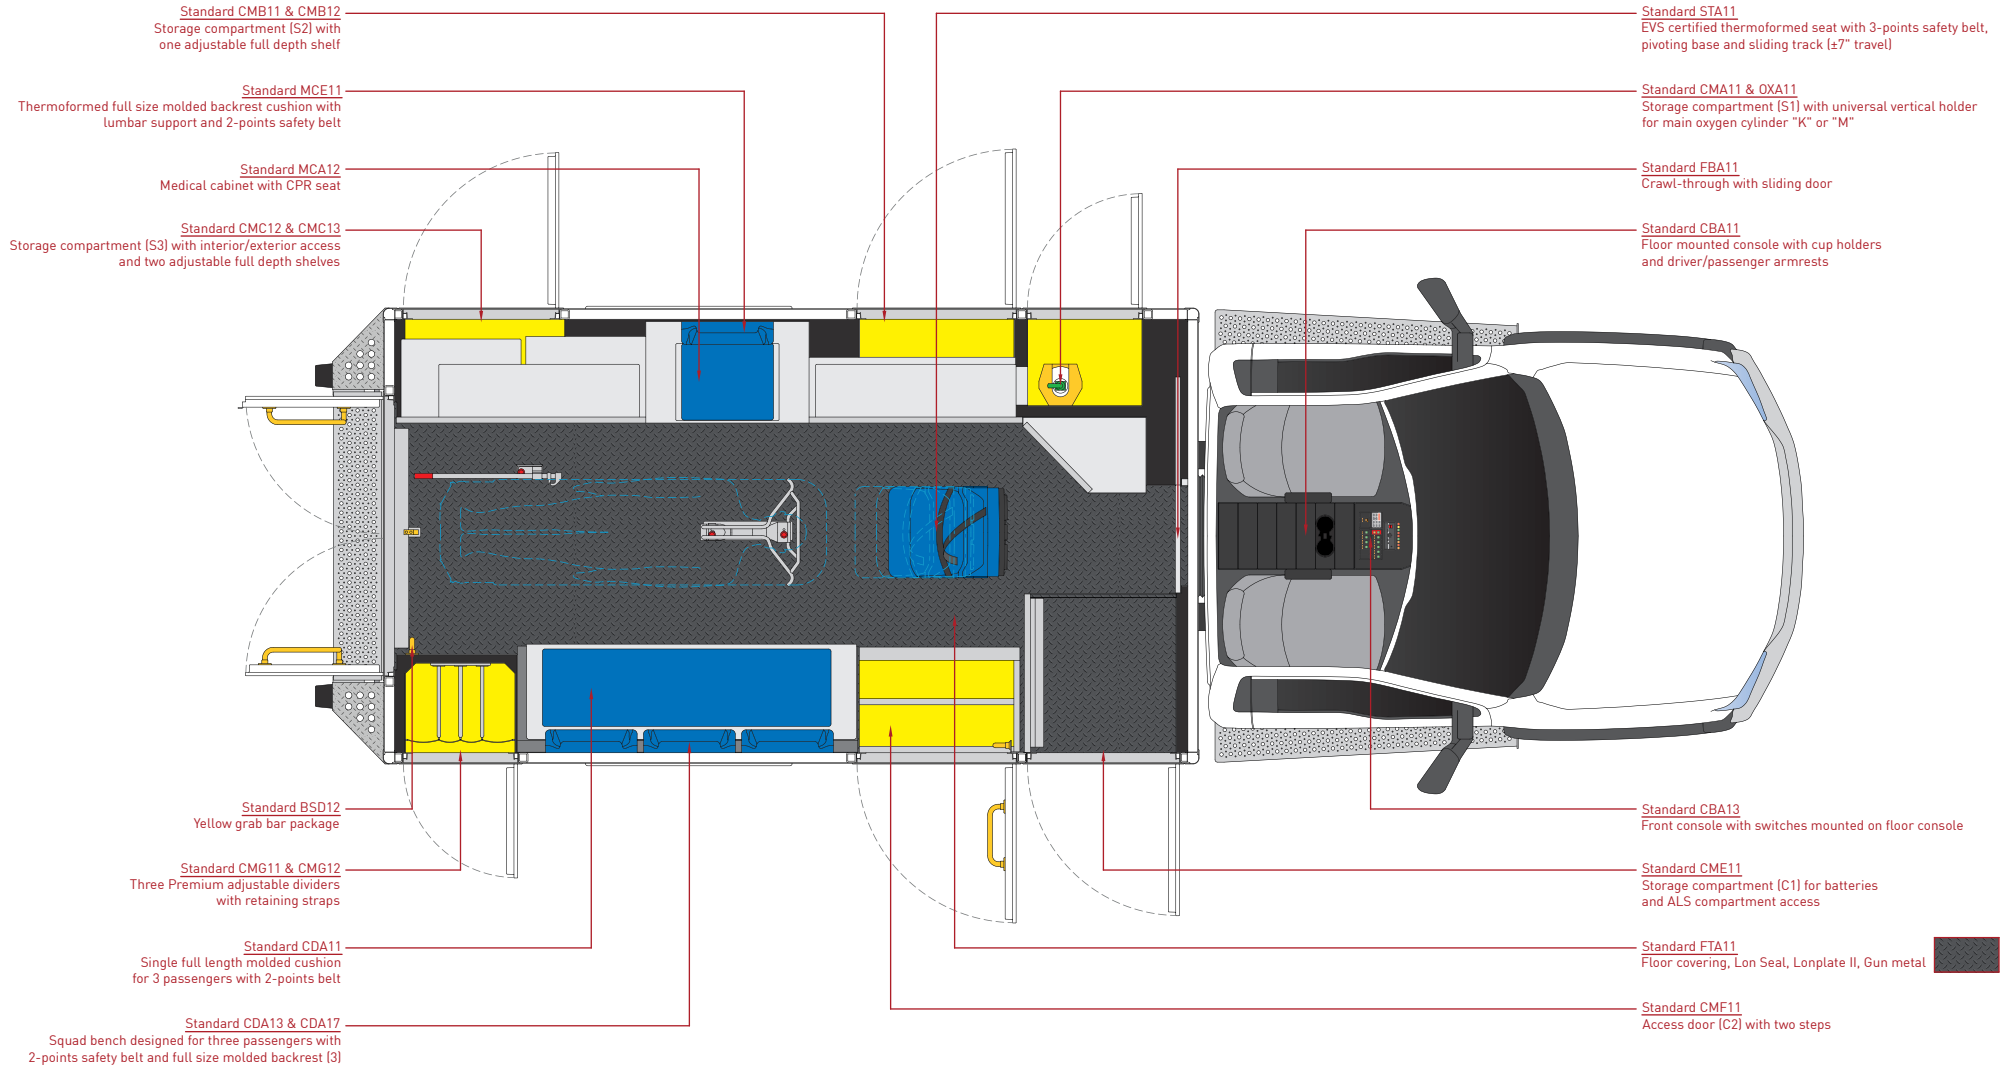 Standard CMB11 & CMB12
Storage compartment (S2) with
one adjustable full depth shelf
Standard MCE11
Thermoformed full size molded backrest cushion with
lumbar support and 2-points safety belt
Standard MCA12
Medical cabinet with CPR seat
Standard CMC12 & CMC13
Storage compartment (S3) with interior/exterior access
and two adjustable full depth shelves
Standard BSD12
Yellow grab bar package
Standard CMG11 & CMG12
Three Premium adjustable dividers
with retaining straps
Standard CDA11
Single full length molded cushion
for 3 passengers with 2-points belt
Standard CDA13 & CDA17
Squad bench designed for three passengers with
2-points safety belt and full size molded backrest (3)
Standard STA11
EVS certified thermoformed seat with 3-points safety belt,
pivoting base and sliding track (±7" travel)
Standard CMA11 & OXA11
Storage compartment (S1) with universal vertical holder
for main oxygen cylinder "K" or "M"
Standard FBA11
Crawl-through with sliding door
Standard CBA11
Floor mounted console with cup holders
and driver/passenger armrests
Standard CBA13
Front console with switches mounted on floor console
Standard CME11
Storage compartment (C1) for batteries
and ALS compartment access
Standard FTA11
Floor covering, Lon Seal, Lonplate II, Gun metal
Standard CMF11
Access door (C2) with two steps